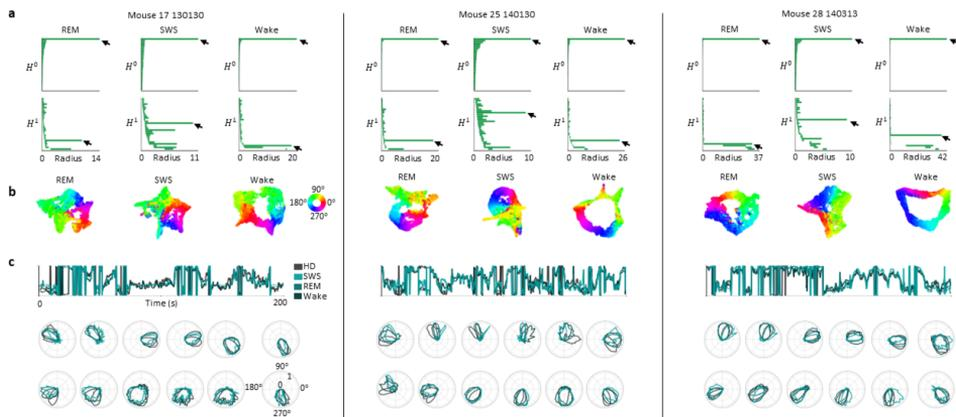 a
Mouse 17 130130
Mouse 25 140130
Mouse 28 140313
REM SWS Wake
REM SWS Wake
REM SWS Wake
H⁰ H⁰ H⁰
H⁰ H⁰ H⁰
H⁰ H⁰ H⁰
H¹ H¹ H¹
H¹ H¹ H¹
H¹ H¹ H¹
0 Radius 14 0 Radius 11 0 Radius 20
0 Radius 20 0 Radius 10 0 Radius 26
0 Radius 37 0 Radius 10 0 Radius 42
b
REM SWS Wake
90°
180° 0°
270°
REM SWS Wake
REM SWS Wake
c
HD
SWS
REM
Wake
0 Time (s) 200
90°
180° 0 1 0°
270°